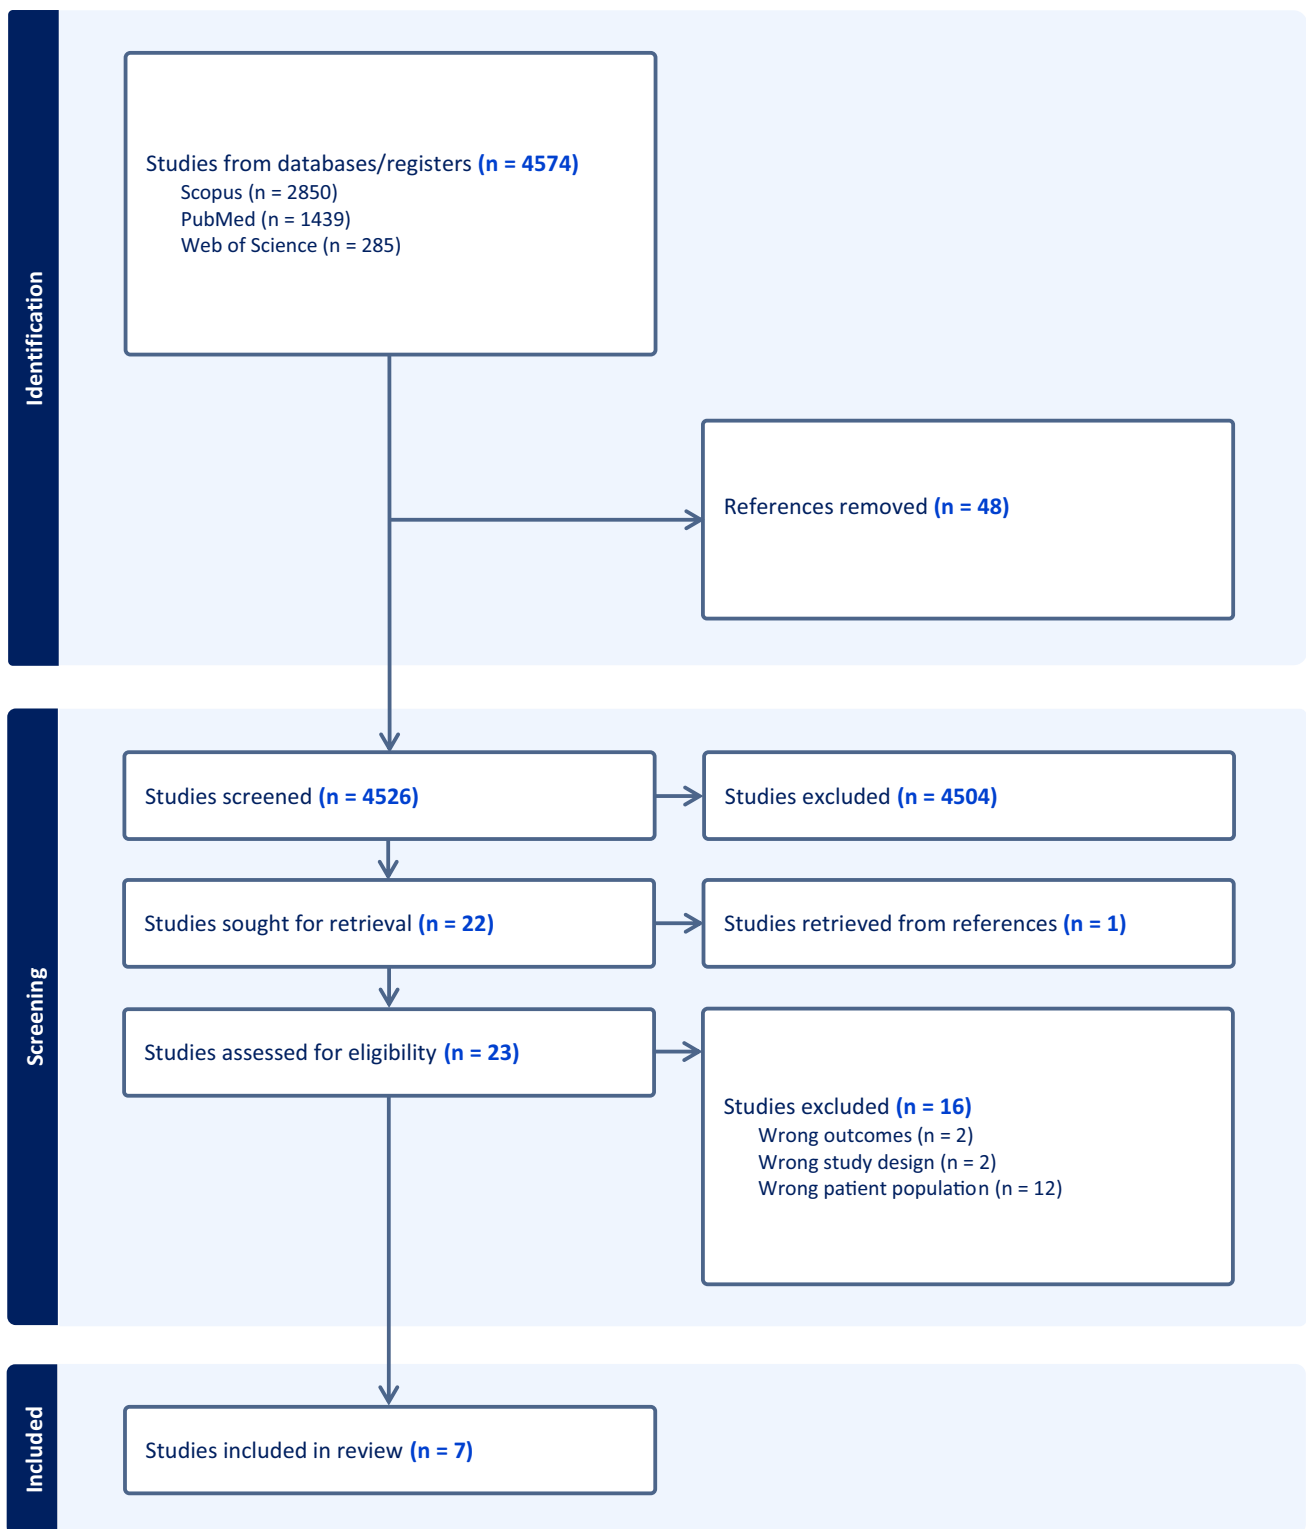 Identification
Studies from databases/registers (n = 4574)
Scopus (n = 2850)
PubMed (n = 1439)
Web of Science (n = 285)
References removed (n = 48)
Screening
Studies screened (n = 4526)
Studies excluded (n = 4504)
Studies sought for retrieval (n = 22)
Studies retrieved from references (n = 1)
Studies assessed for eligibility (n = 23)
Studies excluded (n = 16)
Wrong outcomes (n = 2)
Wrong study design (n = 2)
Wrong patient population (n = 12)
Included
Studies included in review (n = 7)